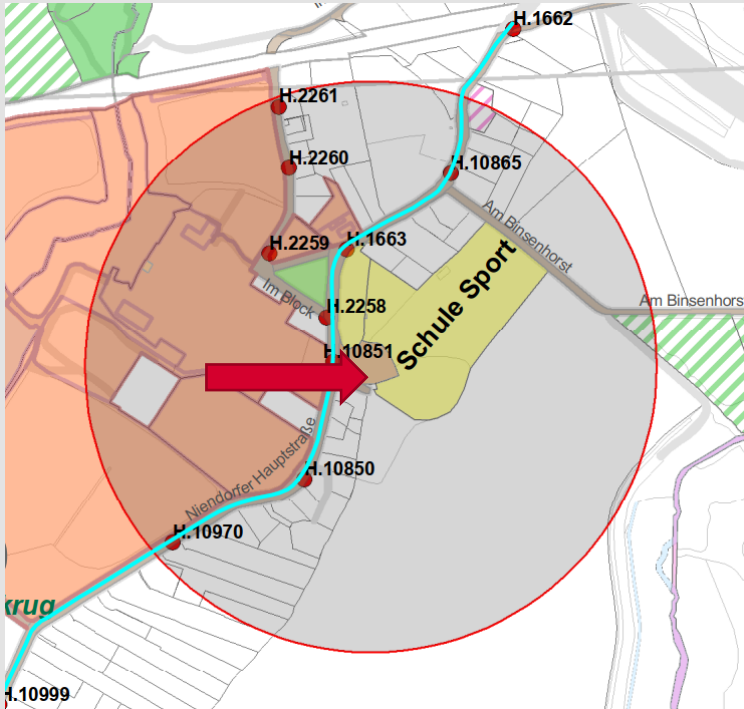 H.1662
H.2261
H.2260
H.10865
Am Binsenhorst
H.2259
H.1663
Schule Sport
Im Block
H.2258
Am Binsenhors
H.10851
Niendorfer Hauptstraße
H.10850
H.10970
krug
H.10999